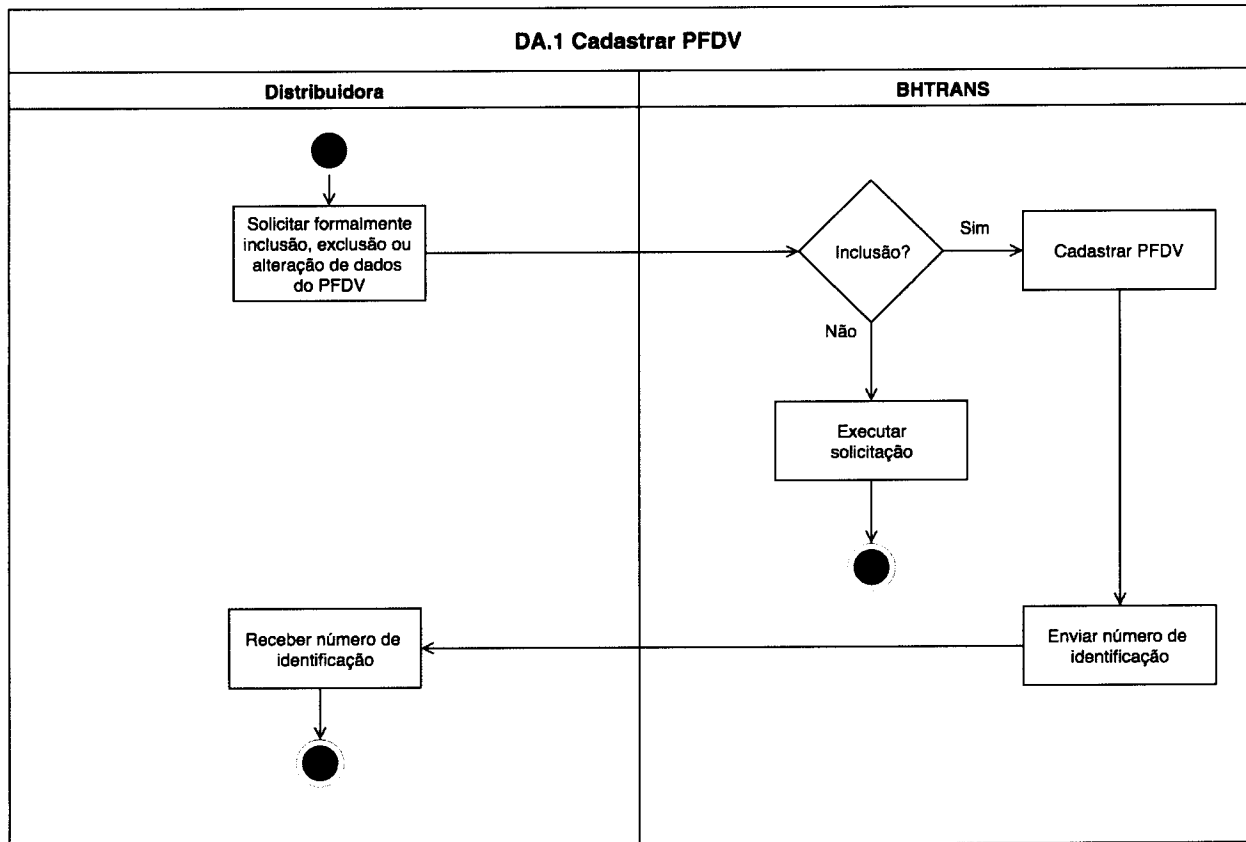 DA.1 Cadastrar PFDV
Distribuidora
BHTRANS
Solicitar formalmente
inclusão, exclusão ou
alteração de dados
do PFDV
Inclusão?
Sim
Cadastrar PFDV
Não
Executar
solicitação
Receber número de
identificação
Enviar número de
identificação